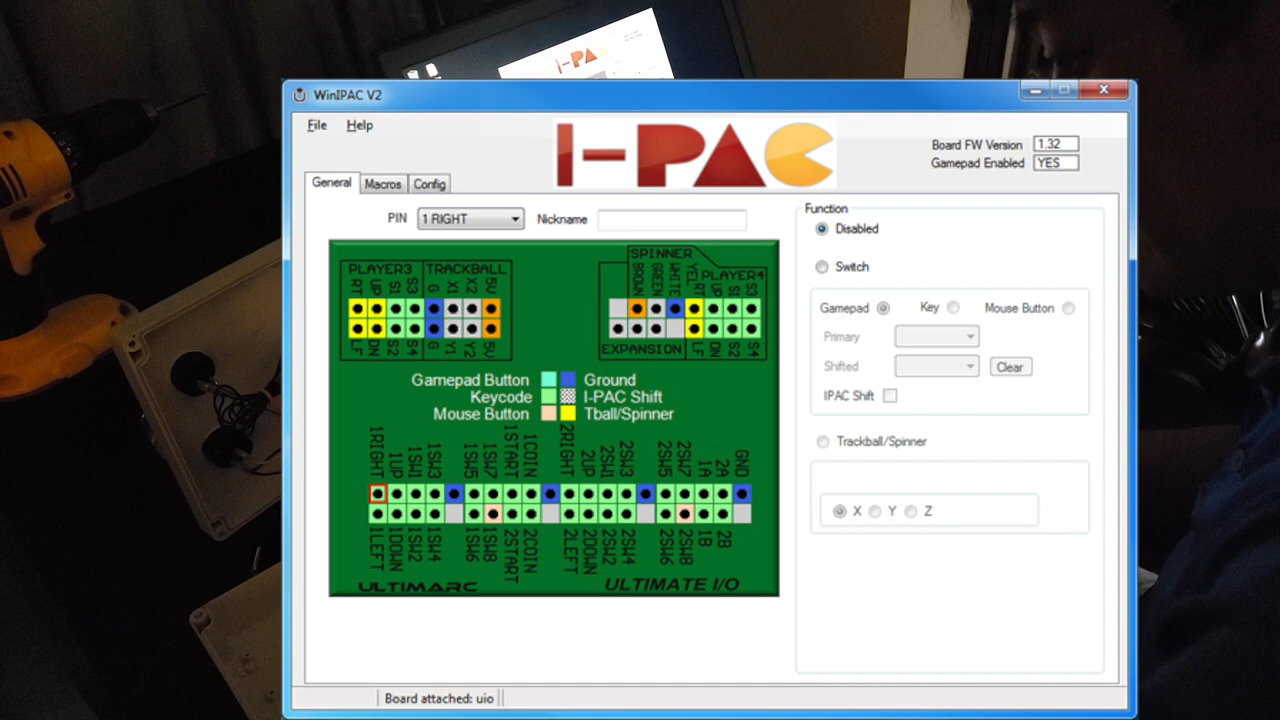 I-PAC
WinIPAC V2
File Help
I-PAC
Board FW Version 1.32
Gamepad Enabled YES
General Macros Config
PIN 1 RIGHT Nickname
Function
Disabled
Switch
Gamepad Key Mouse Button
Primary
Shifted Clear
IPAC Shift
Trackball/Spinner
X Y Z
PLAYER3 TRACKBALL
RT UP S1 S3 G X1 X2 5V
LF DN S2 S4 G Y1 Y2 5V
SPINNER
BROWN GREEN WHITE YEL PLAYER4
RT UP S1 S3
EXPANSION LF DN S2 S4
Gamepad Button Ground
Keycode I-PAC Shift
Mouse Button Tball/Spinner
1RIGHT 1UP 1SW1 1SW3 1SW5 1SW7 1START 1COIN 2RIGHT 2UP 2SW1 2SW3 2SW5 2SW7 1A 2A GND
1LEFT 1DOWN 1SW2 1SW4 1SW6 1SW8 2START 2COIN 2LEFT 2DOWN 2SW2 2SW4 2SW6 2SW8 1B 2B
ULTIMARC ULTIMATE I/O
Board attached: uio